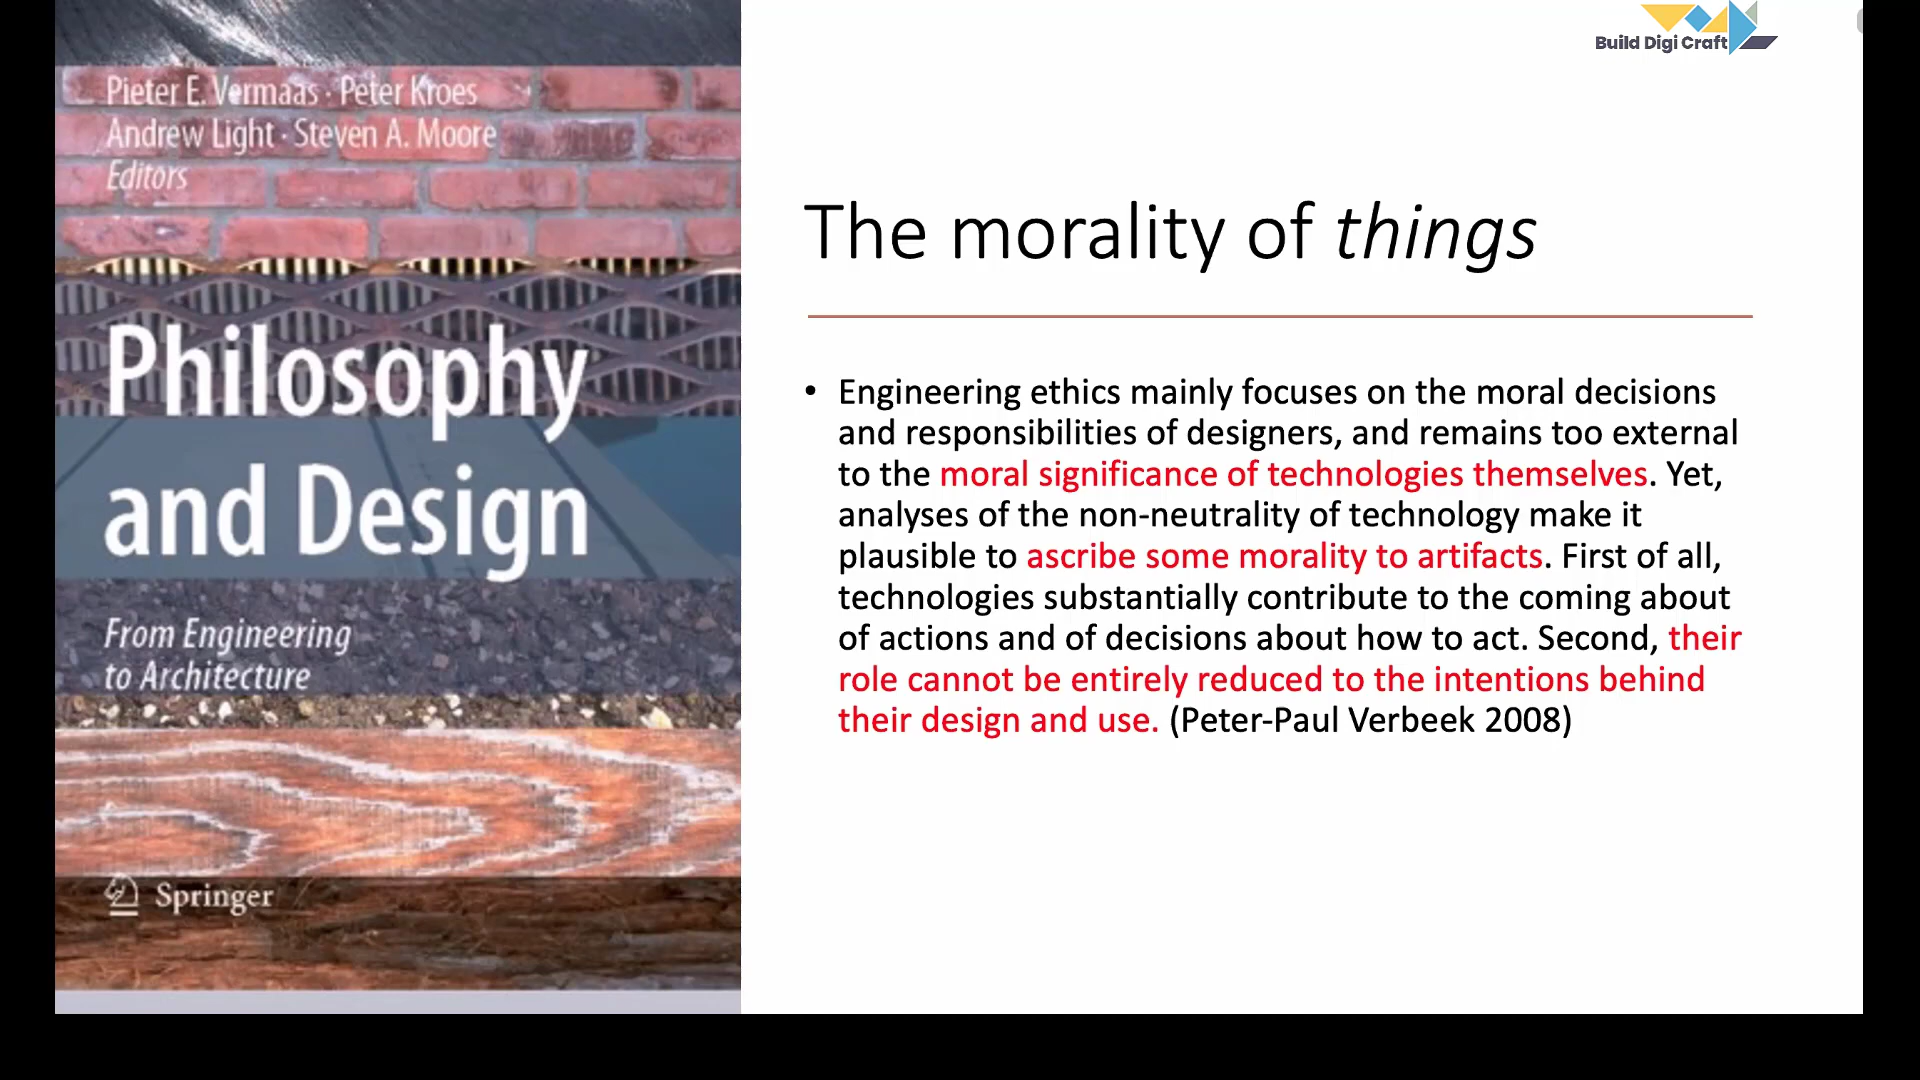 Pieter E. Vermaas · Peter Kroes
Andrew Light · Steven A. Moore
Editors
Philosophy
and Design
From Engineering
to Architecture
Springer
Build Digi Craft
The morality of things
• Engineering ethics mainly focuses on the moral decisions
and responsibilities of designers, and remains too external
to the moral significance of technologies themselves. Yet,
analyses of the non-neutrality of technology make it
plausible to ascribe some morality to artifacts. First of all,
technologies substantially contribute to the coming about
of actions and of decisions about how to act. Second, their
role cannot be entirely reduced to the intentions behind
their design and use. (Peter-Paul Verbeek 2008)